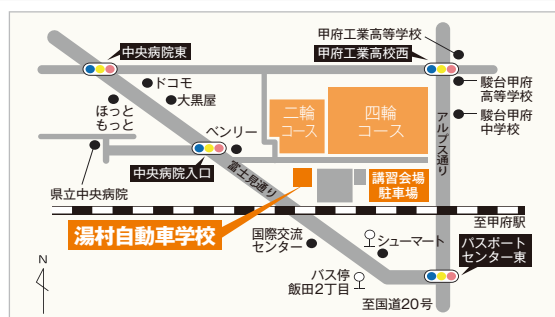 甲府工業高等学校
中央病院東
甲府工業高校西
ドコモ
大黒屋
ほっと
もっと
二輪
コース
四輪
コース
駿台甲府
高等学校
駿台甲府
中学校
アルプス通り
ベンリー
県立中央病院
中央病院入口
富士見通り
講習会場
駐車場
湯村自動車学校
至甲府駅
国際交流
センター
シューマート
パスポート
センター東
バス停
飯田2丁目
至国道20号
N